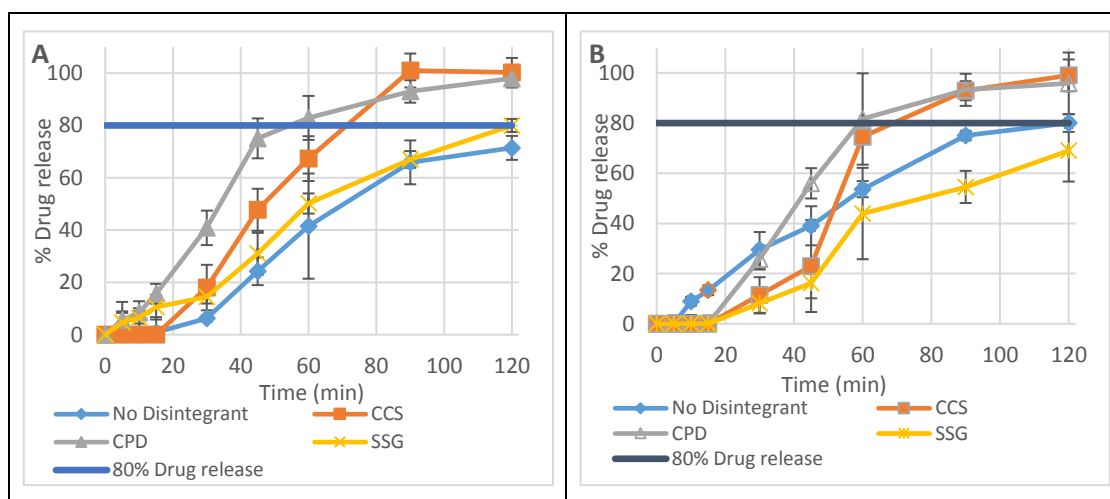 A
% Drug release
100
80
60
40
20
0
0 20 40 60 80 100 120
Time (min)
No Disintegrant CCS
CPD SSG
80% Drug release
B
% Drug release
100
80
60
40
20
0
0 20 40 60 80 100 120
Time (min)
No Disintegrant CCS
CPD SSG
80% Drug release